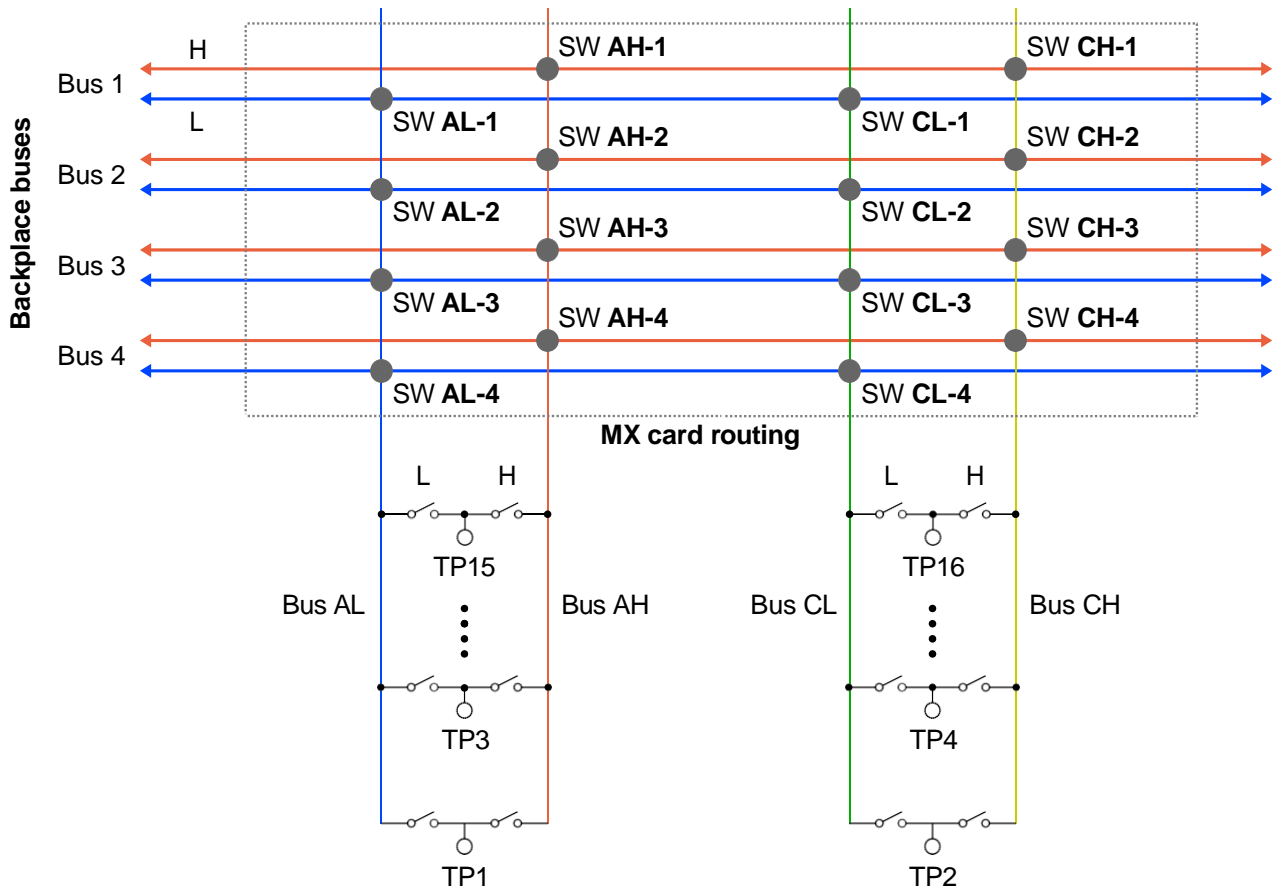 H
SW AH-1
SW CH-1
Bus 1
L
SW AL-1
SW CL-1
SW AH-2
SW CH-2
Bus 2
SW AL-2
SW CL-2
SW AH-3
SW CH-3
Bus 3
SW AL-3
SW CL-3
SW AH-4
SW CH-4
Bus 4
SW AL-4
SW CL-4
Backplace buses
MX card routing
L
H
L
H
TP15
TP16
Bus AL
Bus AH
Bus CL
Bus CH
TP3
TP4
TP1
TP2